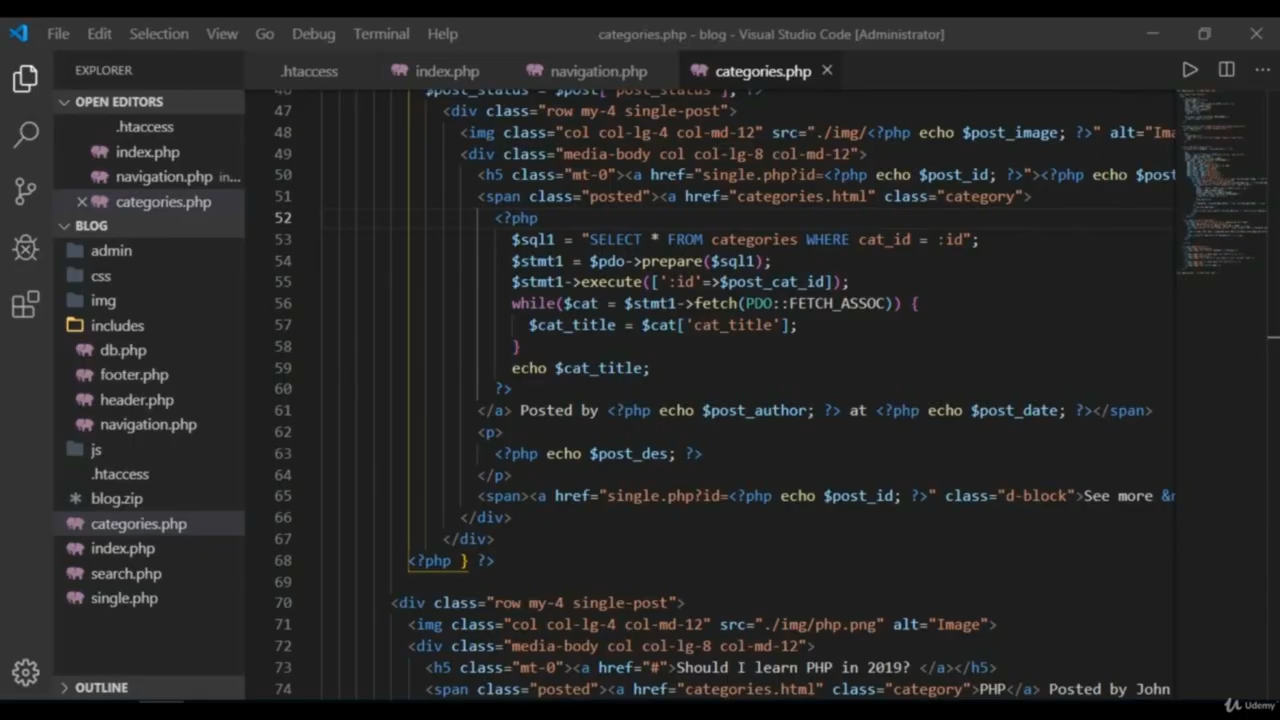 File Edit Selection View Go Debug Terminal Help categories.php - blog - Visual Studio Code [Administrator]
EXPLORER .htaccess index.php navigation.php categories.php
OPEN EDITORS
.htaccess
index.php
navigation.php in...
categories.php
BLOG
admin
css
img
includes
db.php
footer.php
header.php
navigation.php
js
.htaccess
blog.zip
categories.php
index.php
search.php
single.php
OUTLINE
46 $post_status = $post['post_status']; ?>
47 <div class="row my-4 single-post">
48 <img class="col col-lg-4 col-md-12" src="./img/<?php echo $post_image; ?>" alt="Ima
49 <div class="media-body col col-lg-8 col-md-12">
50 <h5 class="mt-0"><a href="single.php?id=<?php echo $post_id; ?>"><?php echo $post
51 <span class="posted"><a href="categories.html" class="category">
52 <?php
53 $sql1 = "SELECT * FROM categories WHERE cat_id = :id";
54 $stmt1 = $pdo->prepare($sql1);
55 $stmt1->execute([':id'=>$post_cat_id]);
56 while($cat = $stmt1->fetch(PDO::FETCH_ASSOC)) {
57 $cat_title = $cat['cat_title'];
58 }
59 echo $cat_title;
60 ?>
61 </a> Posted by <?php echo $post_author; ?> at <?php echo $post_date; ?></span>
62 <p>
63 <?php echo $post_des; ?>
64 </p>
65 <span><a href="single.php?id=<?php echo $post_id; ?>" class="d-block">See more &r
66 </div>
67 </div>
68 <?php } ?>
69
70 <div class="row my-4 single-post">
71 <img class="col col-lg-4 col-md-12" src="./img/php.png" alt="Image">
72 <div class="media-body col col-lg-8 col-md-12">
73 <h5 class="mt-0"><a href="#">Should I learn PHP in 2019? </a></h5>
74 <span class="posted"><a href="categories.html" class="category">PHP</a> Posted by John
Udemy